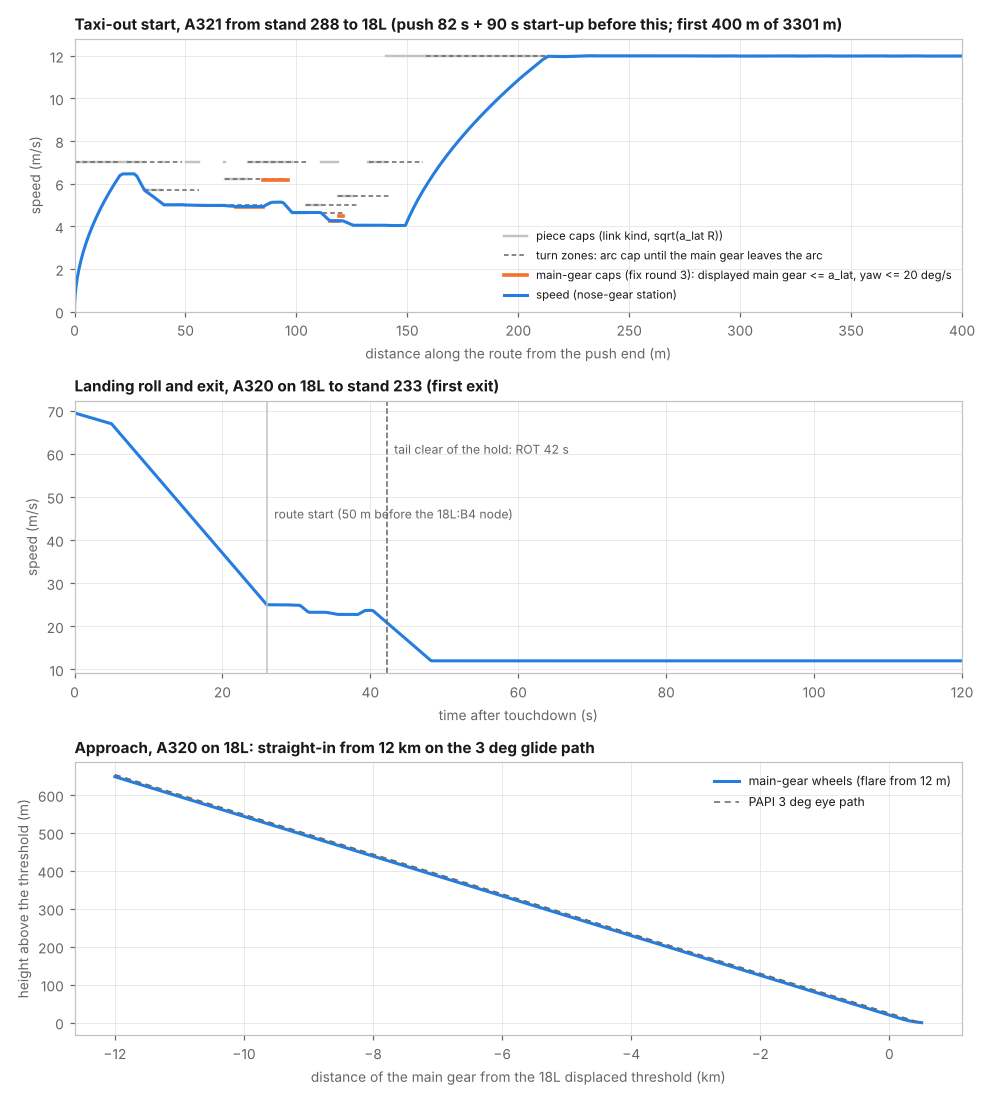 Taxi-out start, A321 from stand 288 to 18L (push 82 s + 90 s start-up before this; first 400 m of 3301 m)
12
10
8
6
4
2
0
speed (m/s)
piece caps (link kind, sqrt(a_lat R))
turn zones: arc cap until the main gear leaves the arc
main-gear caps (fix round 3): displayed main gear <= a_lat, yaw <= 20 deg/s
speed (nose-gear station)
0 50 100 150 200 250 300 350 400
distance along the route from the push end (m)
Landing roll and exit, A320 on 18L to stand 233 (first exit)
70
60
50
40
30
20
10
speed (m/s)
tail clear of the hold: ROT 42 s
route start (50 m before the 18L:B4 node)
0 20 40 60 80 100 120
time after touchdown (s)
Approach, A320 on 18L: straight-in from 12 km on the 3 deg glide path
600
500
400
300
200
100
0
height above the threshold (m)
main-gear wheels (flare from 12 m)
PAPI 3 deg eye path
−12 −10 −8 −6 −4 −2 0
distance of the main gear from the 18L displaced threshold (km)